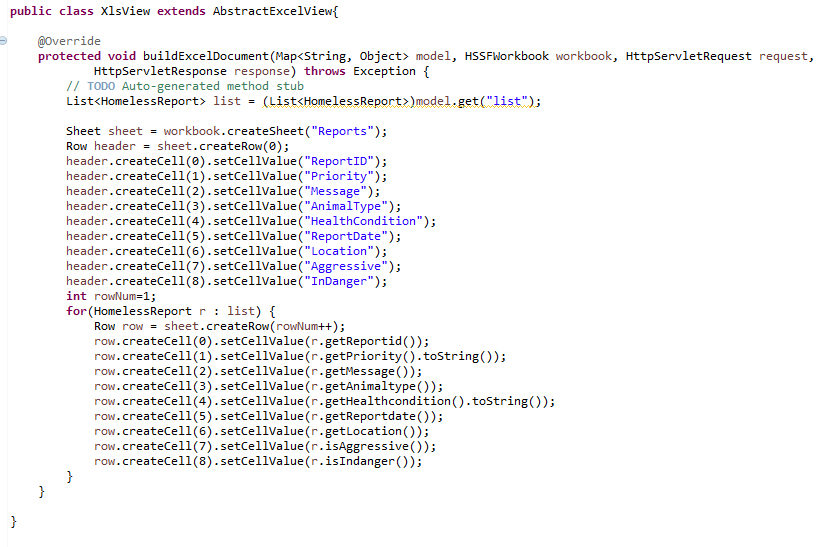 public class XlsView extends AbstractExcelView{
@Override
protected void buildExcelDocument(Map<String, Object> model, HSSFWorkbook workbook, HttpServletRequest request,
HttpServletResponse response) throws Exception {
// TODO Auto-generated method stub
List<HomelessReport> list = (List<HomelessReport>)model.get("list");
Sheet sheet = workbook.createSheet("Reports");
Row header = sheet.createRow(0);
header.createCell(0).setCellValue("ReportID");
header.createCell(1).setCellValue("Priority");
header.createCell(2).setCellValue("Message");
header.createCell(3).setCellValue("AnimalType");
header.createCell(4).setCellValue("HealthCondition");
header.createCell(5).setCellValue("ReportDate");
header.createCell(6).setCellValue("Location");
header.createCell(7).setCellValue("Aggressive");
header.createCell(8).setCellValue("InDanger");
int rowNum=1;
for(HomelessReport r : list) {
Row row = sheet.createRow(rowNum++);
row.createCell(0).setCellValue(r.getReportid());
row.createCell(1).setCellValue(r.getPriority().toString());
row.createCell(2).setCellValue(r.getMessage());
row.createCell(3).setCellValue(r.getAnimaltype());
row.createCell(4).setCellValue(r.getHealthcondition().toString());
row.createCell(5).setCellValue(r.getReportdate());
row.createCell(6).setCellValue(r.getLocation());
row.createCell(7).setCellValue(r.isAggressive());
row.createCell(8).setCellValue(r.isIndanger());
}
}
}